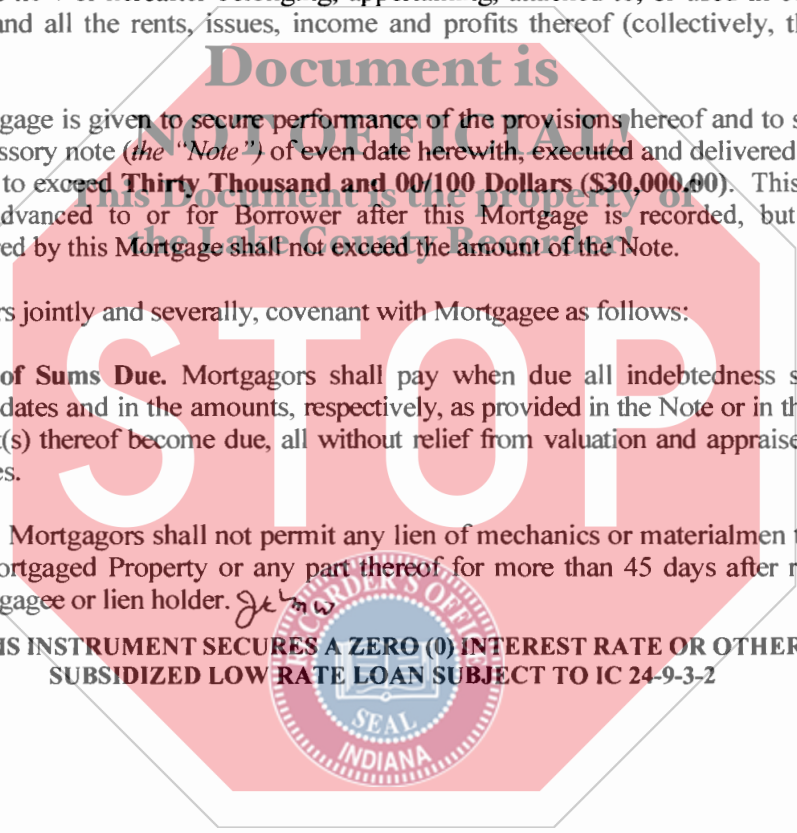 belonging, appertaining, attached to, or used in
and all the rents, issues, income and profits thereof (collectively, th
Document is
gage is given to secure performance of the provisions hereof and to s
NOT OFFICIAL!
ssory note (the "Note") of even date herewith, executed and delivered
to exceed Thirty Thousand and 00/100 Dollars ($30,000.00). This
This Document is the property of
dvanced to or for Borrower after this Mortgage is recorded, but
the Lake County Recorder!
red by this Mortgage shall not exceed the amount of the Note.
rs jointly and severally, covenant with Mortgagee as follows:
STOP
of Sums Due. Mortgagors shall pay when due all indebtedness s
dates and in the amounts, respectively, as provided in the Note or in th
t(s) thereof become due, all without relief from valuation and appraise
es.
Mortgagors shall not permit any lien of mechanics or materialmen t
ortgaged Property or any part thereof for more than 45 days after r
gagee or lien holder.
RECORDER'S OFFICE
IS INSTRUMENT SECURES A ZERO (0) INTEREST RATE OR OTHER
SUBSIDIZED LOW RATE LOAN SUBJECT TO IC 24-9-3-2
SEAL
INDIANA